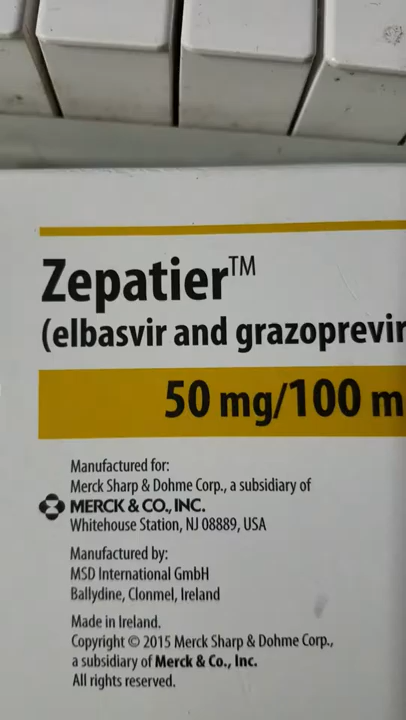 Zepatier™
(elbasvir and grazoprevir
50 mg/100 m
Manufactured for:
Merck Sharp & Dohme Corp., a subsidiary of
MERCK & CO., INC.
Whitehouse Station, NJ 08889, USA
Manufactured by:
MSD International GmbH
Ballydine, Clonmel, Ireland
Made in Ireland.
Copyright © 2015 Merck Sharp & Dohme Corp.,
a subsidiary of Merck & Co., Inc.
All rights reserved.